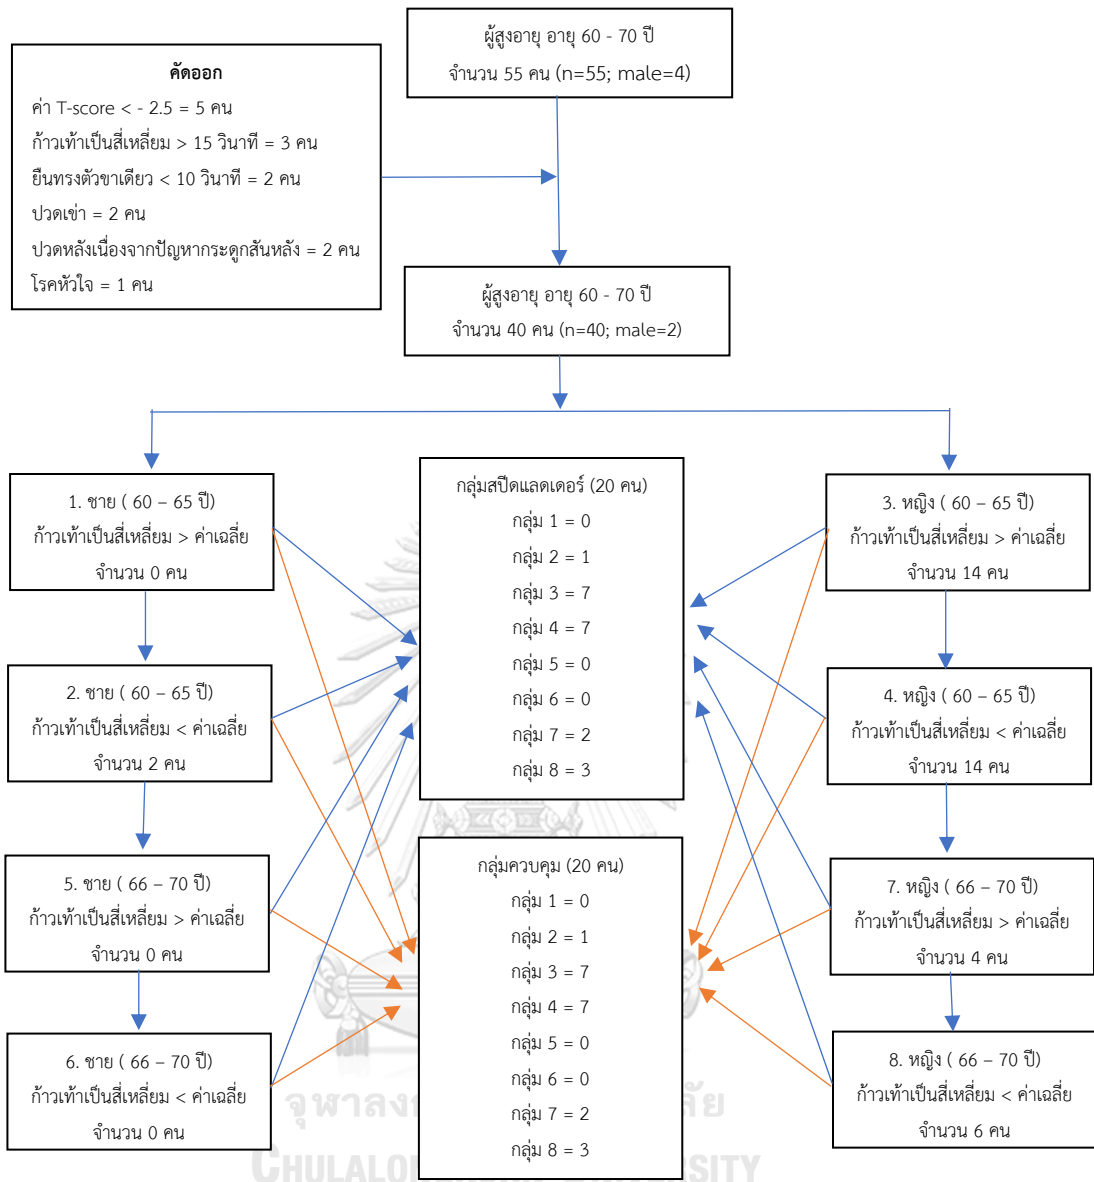 ผู้สูงอายุ อายุ 60 - 70 ปี
จำนวน 55 คน (n=55; male=4)
คัดออก
ค่า T-score < - 2.5 = 5 คน
ก้าวเท้าเป็นสี่เหลี่ยม > 15 วินาที = 3 คน
ยืนทรงตัวขาเดียว < 10 วินาที = 2 คน
ปวดเข่า = 2 คน
ปวดหลังเนื่องจากปัญหากระดูกสันหลัง = 2 คน
โรคหัวใจ = 1 คน
ผู้สูงอายุ อายุ 60 - 70 ปี
จำนวน 40 คน (n=40; male=2)
1. ชาย ( 60 – 65 ปี)
ก้าวเท้าเป็นสี่เหลี่ยม > ค่าเฉลี่ย
จำนวน 0 คน
2. ชาย ( 60 – 65 ปี)
ก้าวเท้าเป็นสี่เหลี่ยม < ค่าเฉลี่ย
จำนวน 2 คน
5. ชาย ( 66 – 70 ปี)
ก้าวเท้าเป็นสี่เหลี่ยม > ค่าเฉลี่ย
จำนวน 0 คน
6. ชาย ( 66 – 70 ปี)
ก้าวเท้าเป็นสี่เหลี่ยม < ค่าเฉลี่ย
จำนวน 0 คน
กลุ่มสปีดแลดเดอร์ (20 คน)
กลุ่ม 1 = 0
กลุ่ม 2 = 1
กลุ่ม 3 = 7
กลุ่ม 4 = 7
กลุ่ม 5 = 0
กลุ่ม 6 = 0
กลุ่ม 7 = 2
กลุ่ม 8 = 3
กลุ่มควบคุม (20 คน)
กลุ่ม 1 = 0
กลุ่ม 2 = 1
กลุ่ม 3 = 7
กลุ่ม 4 = 7
กลุ่ม 5 = 0
กลุ่ม 6 = 0
กลุ่ม 7 = 2
กลุ่ม 8 = 3
3. หญิง ( 60 – 65 ปี)
ก้าวเท้าเป็นสี่เหลี่ยม > ค่าเฉลี่ย
จำนวน 14 คน
4. หญิง ( 60 – 65 ปี)
ก้าวเท้าเป็นสี่เหลี่ยม < ค่าเฉลี่ย
จำนวน 14 คน
7. หญิง ( 66 – 70 ปี)
ก้าวเท้าเป็นสี่เหลี่ยม > ค่าเฉลี่ย
จำนวน 4 คน
8. หญิง ( 66 – 70 ปี)
ก้าวเท้าเป็นสี่เหลี่ยม < ค่าเฉลี่ย
จำนวน 6 คน